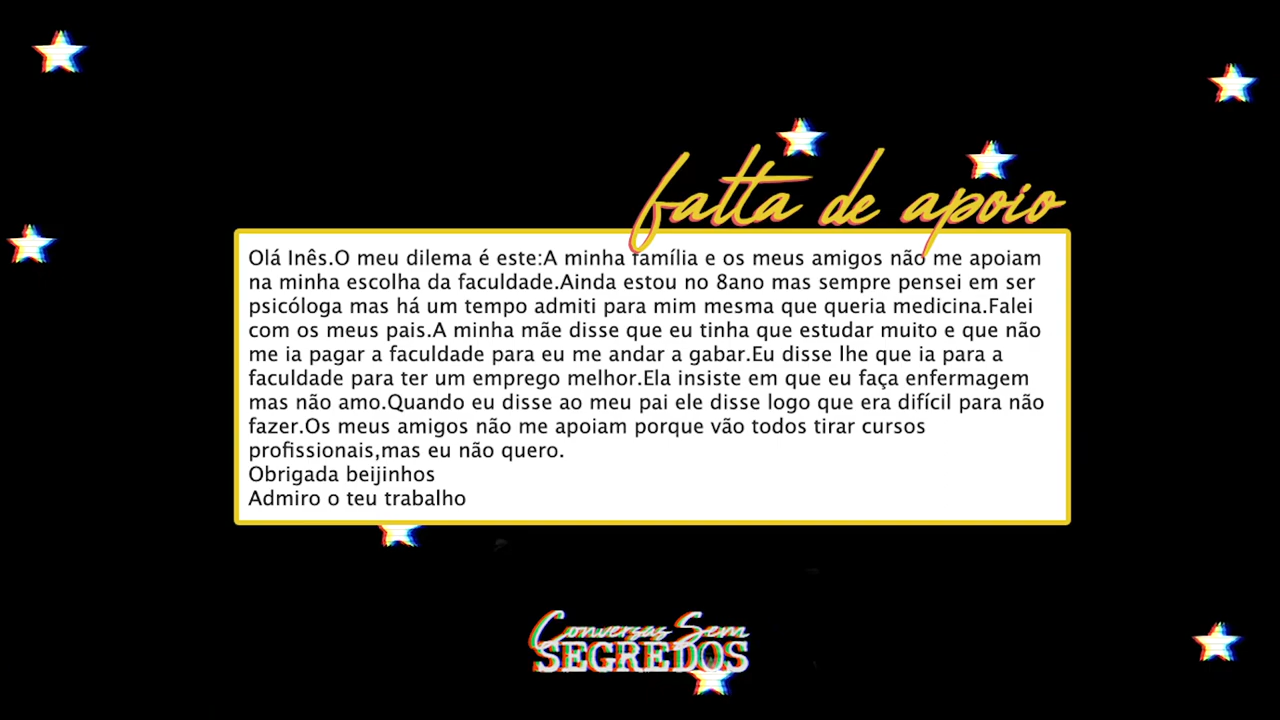 falta de apoio
Olá Inês.O meu dilema é este:A minha família e os meus amigos não me apoiam
na minha escolha da faculdade.Ainda estou no 8ano mas sempre pensei em ser
psicóloga mas há um tempo admiti para mim mesma que queria medicina.Falei
com os meus pais.A minha mãe disse que eu tinha que estudar muito e que não
me ia pagar a faculdade para eu me andar a gabar.Eu disse lhe que ia para a
faculdade para ter um emprego melhor.Ela insiste em que eu faça enfermagem
mas não amo.Quando eu disse ao meu pai ele disse logo que era difícil para não
fazer.Os meus amigos não me apoiam porque vão todos tirar cursos
profissionais,mas eu não quero.
Obrigada beijinhos
Admiro o teu trabalho
Conversas Sem
SEGREDOS